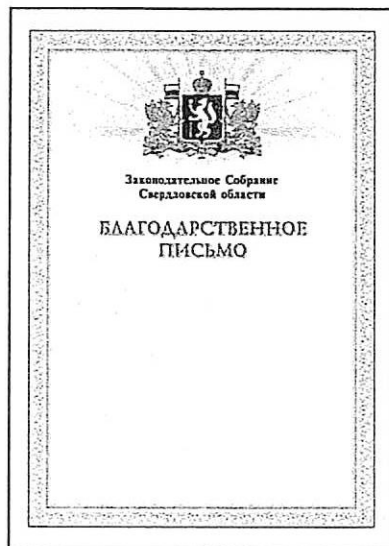 Законодательное Собрание
Свердловской области
БЛАГОДАРСТВЕННОЕ
ПИСЬМО